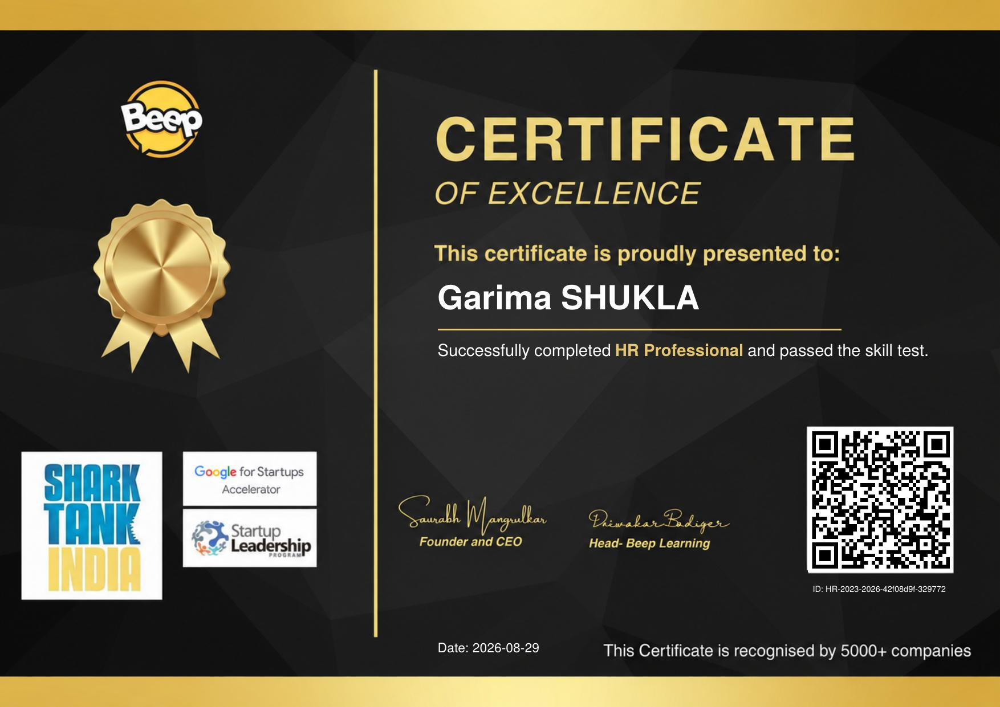 Beep
CERTIFICATE
OF EXCELLENCE
This certificate is proudly presented to:
Garima SHUKLA
Successfully completed HR Professional and passed the skill test.
SHARK
TANK
INDIA
Google for Startups
Accelerator
Startup
Leadership
PROGRAM
Saurabh Mangrulkar
Founder and CEO
Diwakar Bodiger
Head- Beep Learning
ID: HR-2023-2026-42f08d9f-329772
Date: 2026-08-29
This Certificate is recognised by 5000+ companies